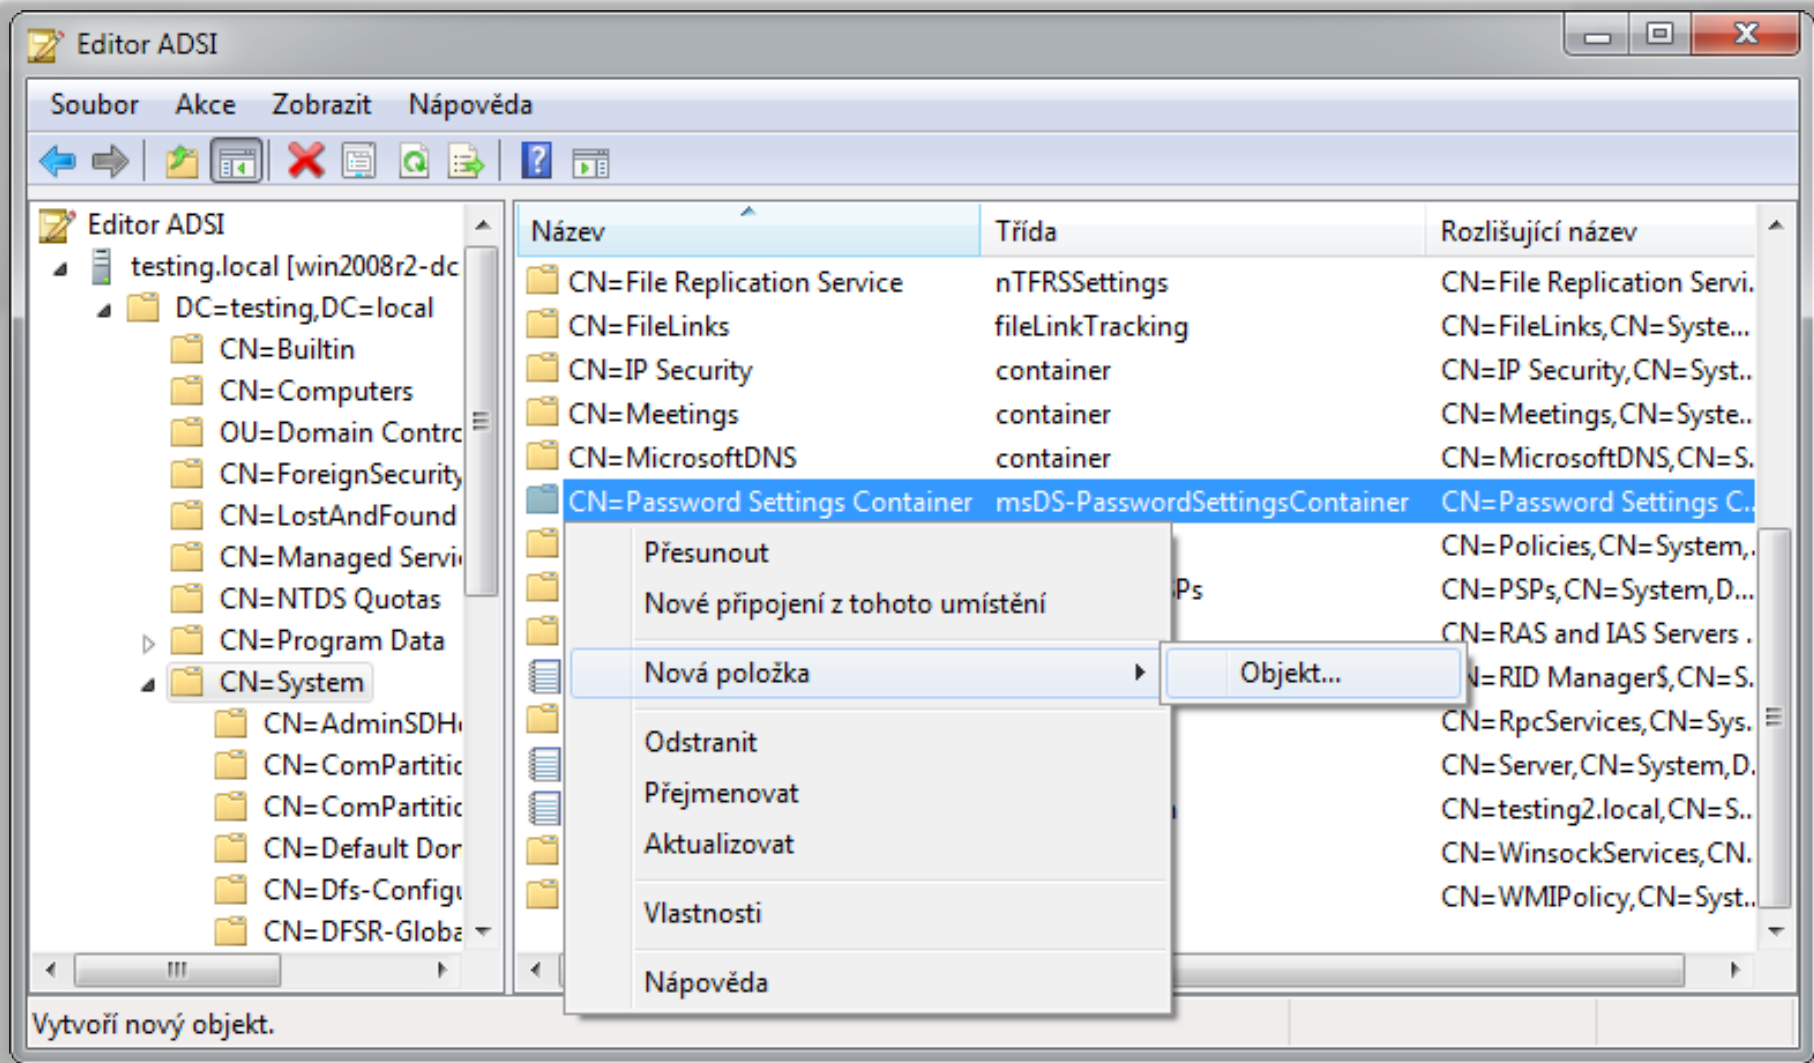 Editor ADSI
Soubor Akce Zobrazit Nápověda
Editor ADSI
testing.local [win2008r2-dc
DC=testing,DC=local
CN=Builtin
CN=Computers
OU=Domain Contro
CN=ForeignSecurity
CN=LostAndFound
CN=Managed Servi
CN=NTDS Quotas
CN=Program Data
CN=System
CN=AdminSDH
CN=ComPartitic
CN=ComPartitic
CN=Default Dor
CN=Dfs-Configu
CN=DFSR-Globa
Název Třída Rozlišující název
CN=File Replication Service nTFRSSettings CN=File Replication Servi.
CN=FileLinks fileLinkTracking CN=FileLinks,CN=Syste...
CN=IP Security container CN=IP Security,CN=Syst..
CN=Meetings container CN=Meetings,CN=Syste..
CN=MicrosoftDNS container CN=MicrosoftDNS,CN=S.
CN=Password Settings Container msDS-PasswordSettingsContainer CN=Password Settings C..
CN=Policies,CN=System,.
Ps CN=PSPs,CN=System,D...
CN=RAS and IAS Servers .
=RID Manager$,CN=S.
CN=RpcServices,CN=Sys.
CN=Server,CN=System,D.
CN=testing2.local,CN=S..
CN=WinsockServices,CN.
CN=WMIPolicy,CN=Syst..
Přesunout
Nové připojení z tohoto umístění
Nová položka
Objekt...
Odstranit
Přejmenovat
Aktualizovat
Vlastnosti
Nápověda
Vytvoří nový objekt.